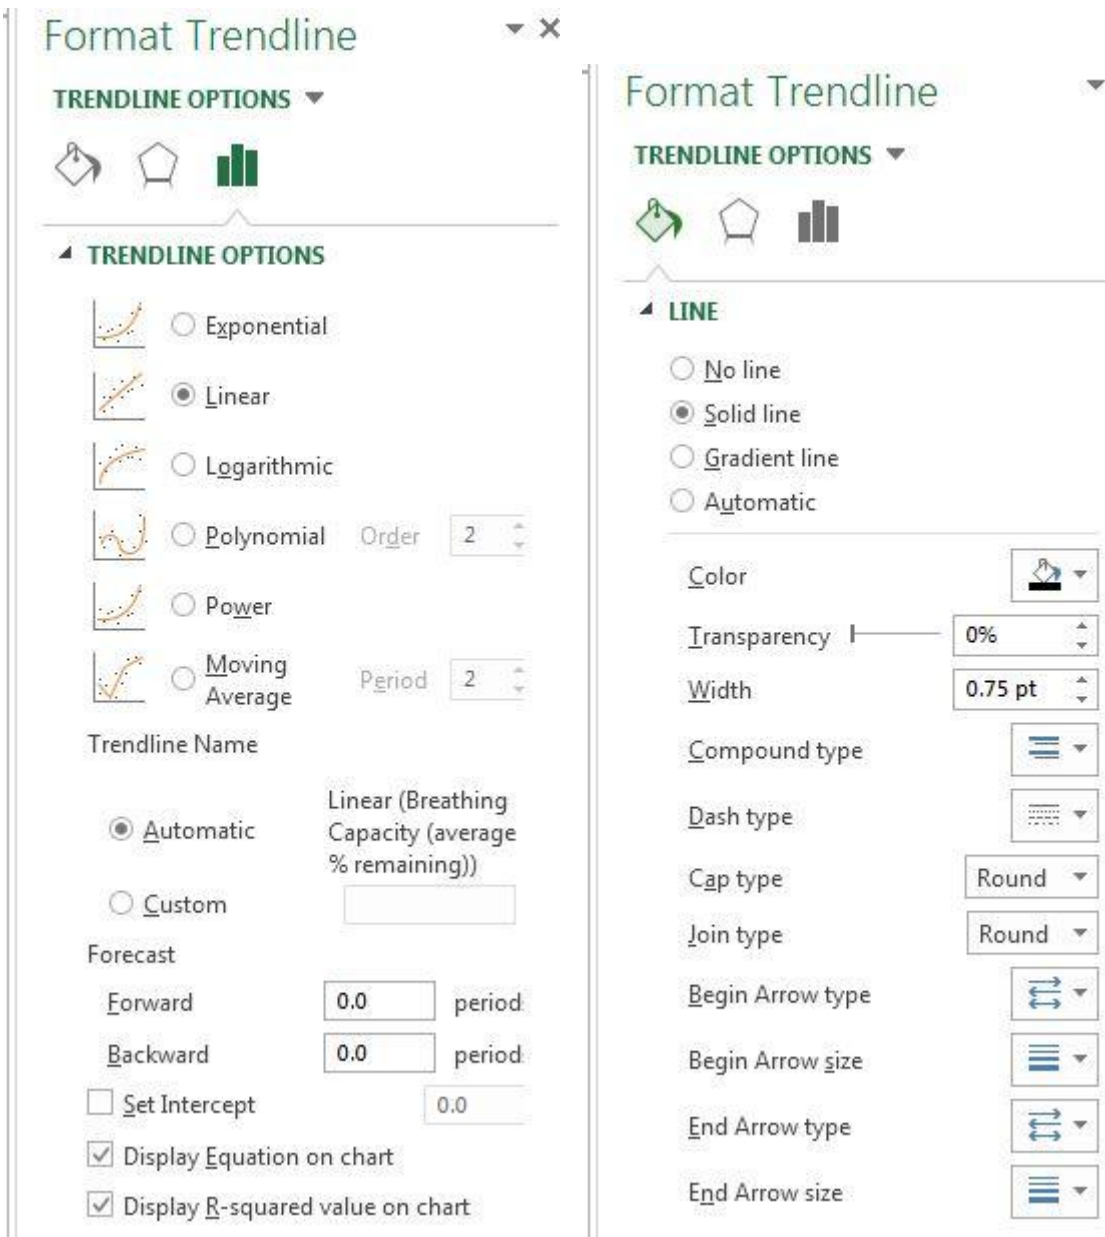 Format Trendline
TRENDLINE OPTIONS
TRENDLINE OPTIONS
Exponential
Linear
Logarithmic
Polynomial Order 2
Power
Moving
Average Period 2
Trendline Name
Automatic Linear (Breathing
Capacity (average
% remaining))
Custom
Forecast
Forward 0.0 period
Backward 0.0 period
Set Intercept 0.0
Display Equation on chart
Display R-squared value on chart
Format Trendline
TRENDLINE OPTIONS
LINE
No line
Solid line
Gradient line
Automatic
Color
Transparency 0%
Width 0.75 pt
Compound type
Dash type
Cap type Round
Join type Round
Begin Arrow type
Begin Arrow size
End Arrow type
End Arrow size